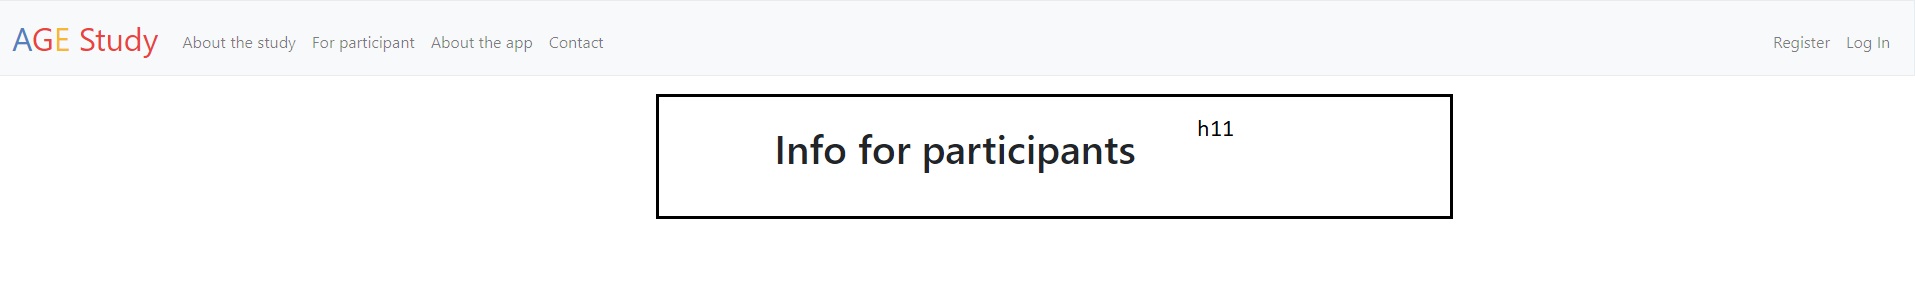 AGE Study About the study For participant About the app Contact Register Log In
h11
Info for participants